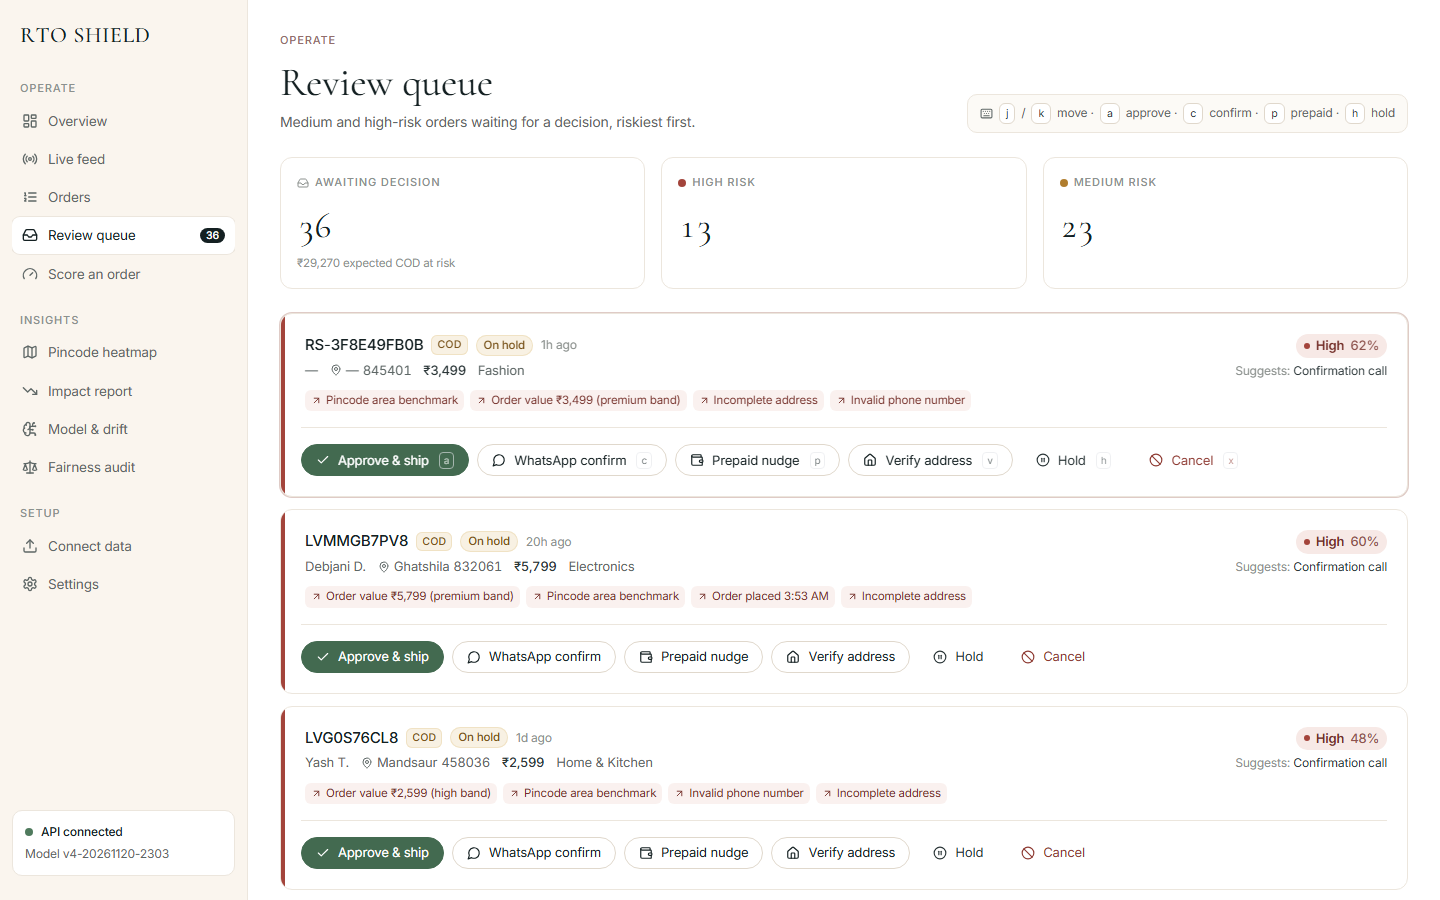 RTO SHIELD
OPERATE
Overview
Live feed
Orders
Review queue 36
Score an order
INSIGHTS
Pincode heatmap
Impact report
Model & drift
Fairness audit
SETUP
Connect data
Settings
API connected
Model v4-20261120-2303
OPERATE
Review queue
Medium and high-risk orders waiting for a decision, riskiest first.
j / k move · a approve · c confirm · p prepaid · h hold
AWAITING DECISION
36
₹29,270 expected COD at risk
HIGH RISK
13
MEDIUM RISK
23
RS-3F8E49FB0B COD On hold 1h ago High 62%
— — 845401 ₹3,499 Fashion Suggests: Confirmation call
Pincode area benchmark Order value ₹3,499 (premium band) Incomplete address Invalid phone number
Approve & ship a WhatsApp confirm c Prepaid nudge p Verify address v Hold h Cancel x
LVMMGB7PV8 COD On hold 20h ago High 60%
Debjani D. Ghatshila 832061 ₹5,799 Electronics Suggests: Confirmation call
Order value ₹5,799 (premium band) Pincode area benchmark Order placed 3:53 AM Incomplete address
Approve & ship WhatsApp confirm Prepaid nudge Verify address Hold Cancel
LVG0S76CL8 COD On hold 1d ago High 48%
Yash T. Mandsaur 458036 ₹2,599 Home & Kitchen Suggests: Confirmation call
Order value ₹2,599 (high band) Pincode area benchmark Invalid phone number Incomplete address
Approve & ship WhatsApp confirm Prepaid nudge Verify address Hold Cancel